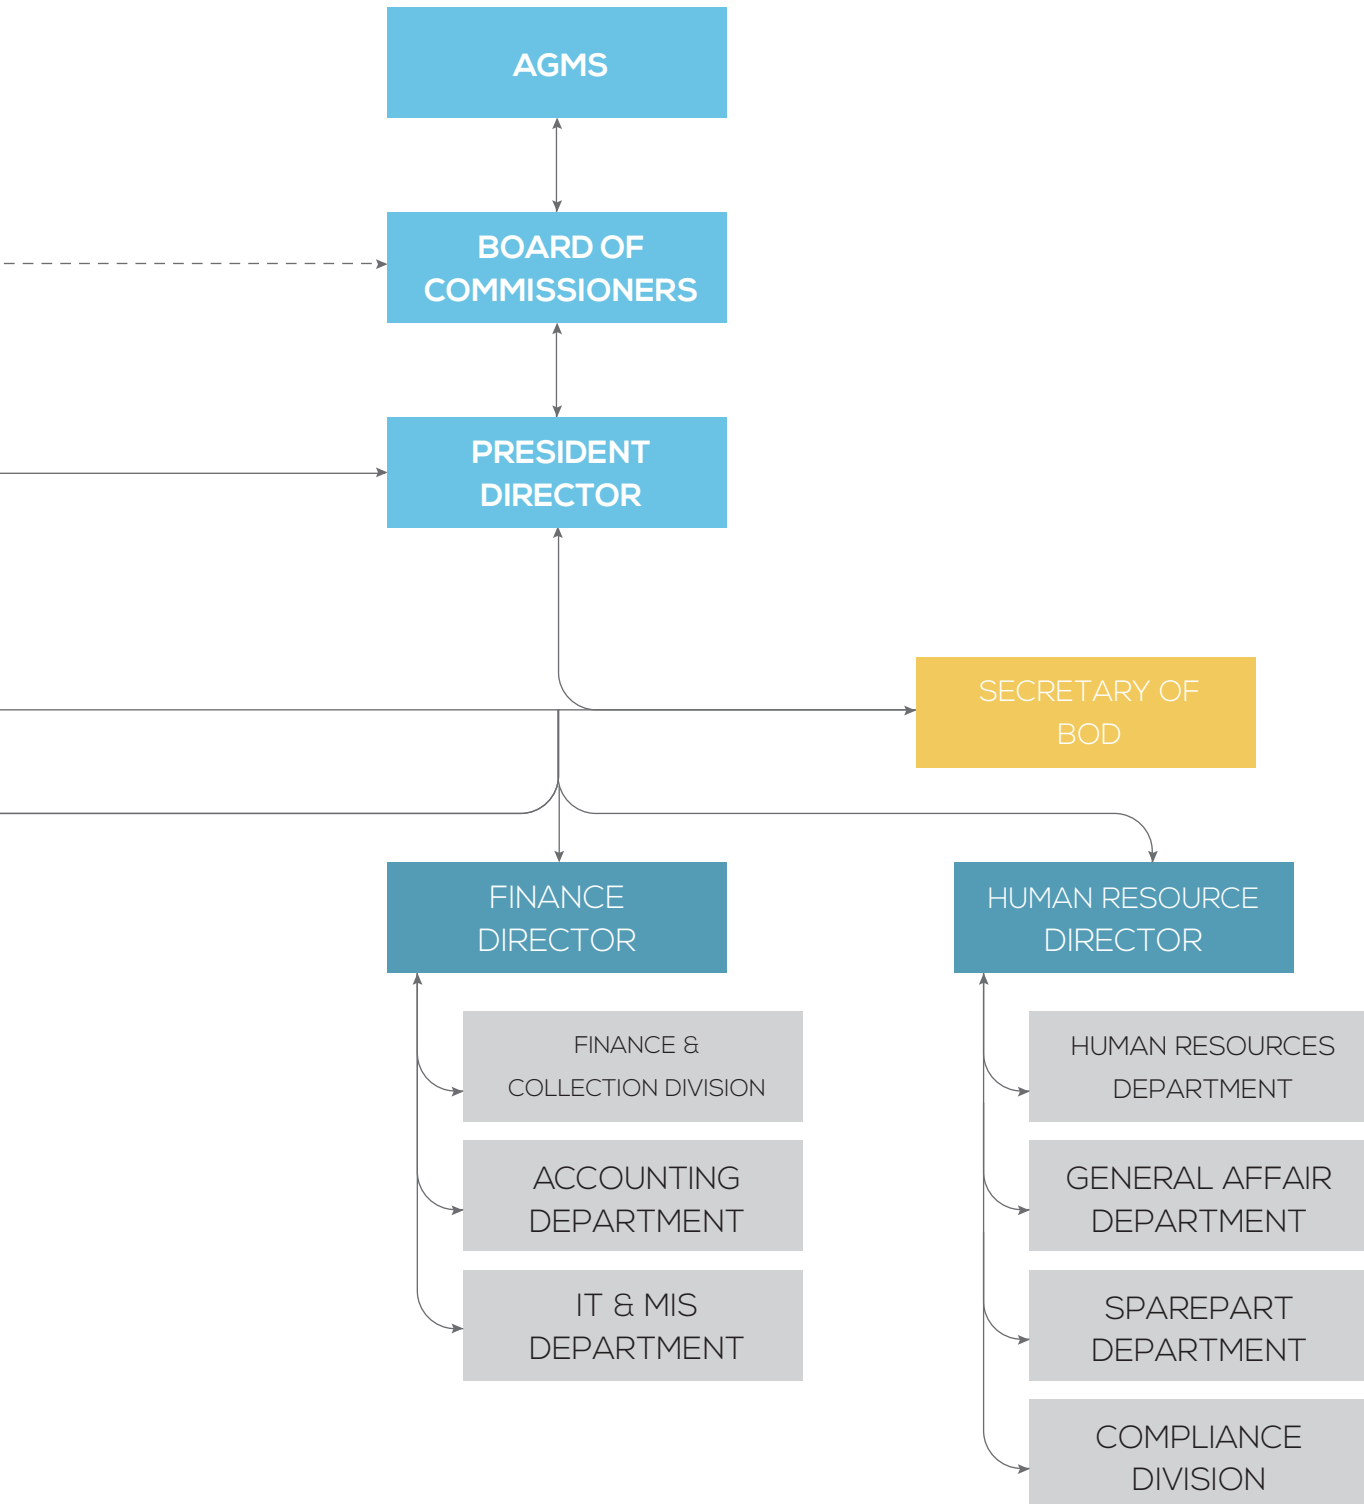 AGMS
BOARD OF
COMMISSIONERS
PRESIDENT
DIRECTOR
SECRETARY OF
BOD
FINANCE
DIRECTOR
HUMAN RESOURCE
DIRECTOR
FINANCE &
COLLECTION DIVISION
ACCOUNTING
DEPARTMENT
IT & MIS
DEPARTMENT
HUMAN RESOURCES
DEPARTMENT
GENERAL AFFAIR
DEPARTMENT
SPAREPART
DEPARTMENT
COMPLIANCE
DIVISION